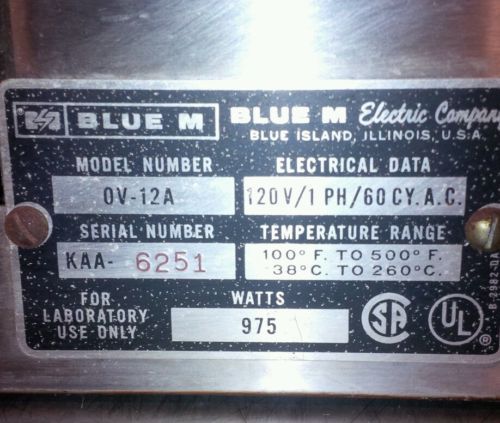 BLUE M BLUE M Electric Company
BLUE ISLAND, ILLINOIS, U.S.A.
MODEL NUMBER ELECTRICAL DATA
OV-12A 120V/1 PH/60 CY. A.C.
SERIAL NUMBER TEMPERATURE RANGE
KAA- 6251 100° F. TO 500° F.
38°C. TO 260°C.
FOR LABORATORY USE ONLY
WATTS
975
SA
UL